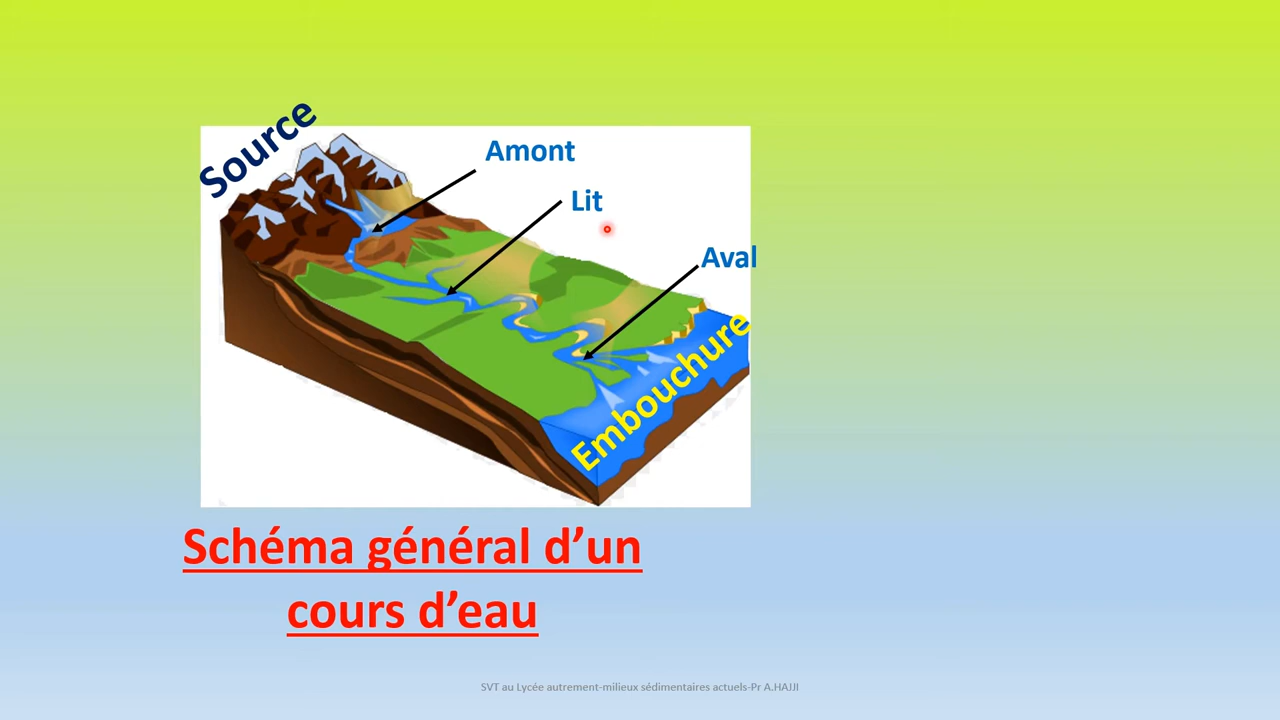 Source
Amont
Lit
Aval
Embouchure
Schéma général d’un
cours d’eau
SVT au Lycée autrement-milieux sédimentaires actuels-Pr A.HAJJI